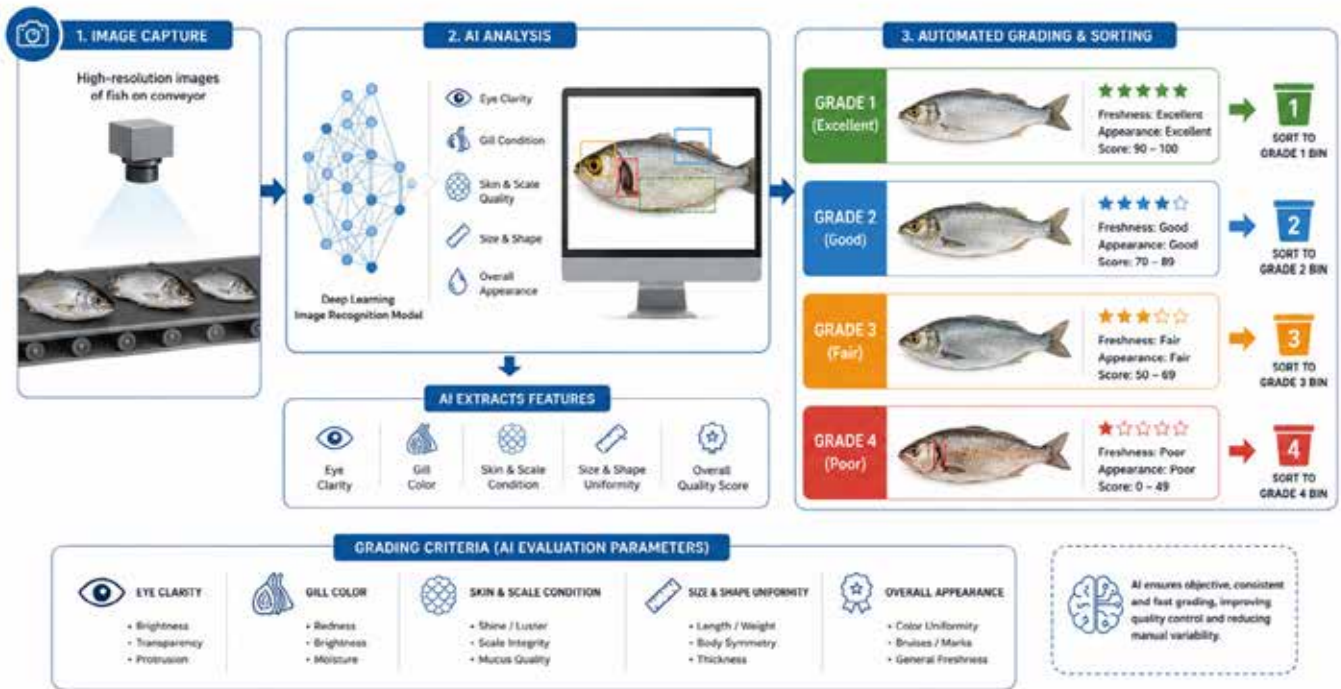 1. IMAGE CAPTURE
High-resolution images
of fish on conveyor
2. AI ANALYSIS
Deep Learning
Image Recognition Model
Eye Clarity
Gill Condition
Skin & Scale
Quality
Size & Shape
Overall
Appearance
AI EXTRACTS FEATURES
Eye
Clarity
Gill
Color
Skin & Scale
Condition
Size & Shape
Uniformity
Overall
Quality Score
3. AUTOMATED GRADING & SORTING
GRADE 1
(Excellent)
Freshness: Excellent
Appearance: Excellent
Score: 90 – 100
1
SORT TO
GRADE 1 BIN
GRADE 2
(Good)
Freshness: Good
Appearance: Good
Score: 70 – 89
2
SORT TO
GRADE 2 BIN
GRADE 3
(Fair)
Freshness: Fair
Appearance: Fair
Score: 50 – 69
3
SORT TO
GRADE 3 BIN
GRADE 4
(Poor)
Freshness: Poor
Appearance: Poor
Score: 0 – 49
4
SORT TO
GRADE 4 BIN
GRADING CRITERIA (AI EVALUATION PARAMETERS)
EYE CLARITY
• Brightness
• Transparency
• Protrusion
GILL COLOR
• Redness
• Brightness
• Moisture
SKIN & SCALE CONDITION
• Shine / Luster
• Scale Integrity
• Mucus Quality
SIZE & SHAPE UNIFORMITY
• Length / Weight
• Body Symmetry
• Thickness
OVERALL APPEARANCE
• Color Uniformity
• Bruises / Marks
• General Freshness
AI ensures objective, consistent
and fast grading, improving
quality control and reducing
manual variability.